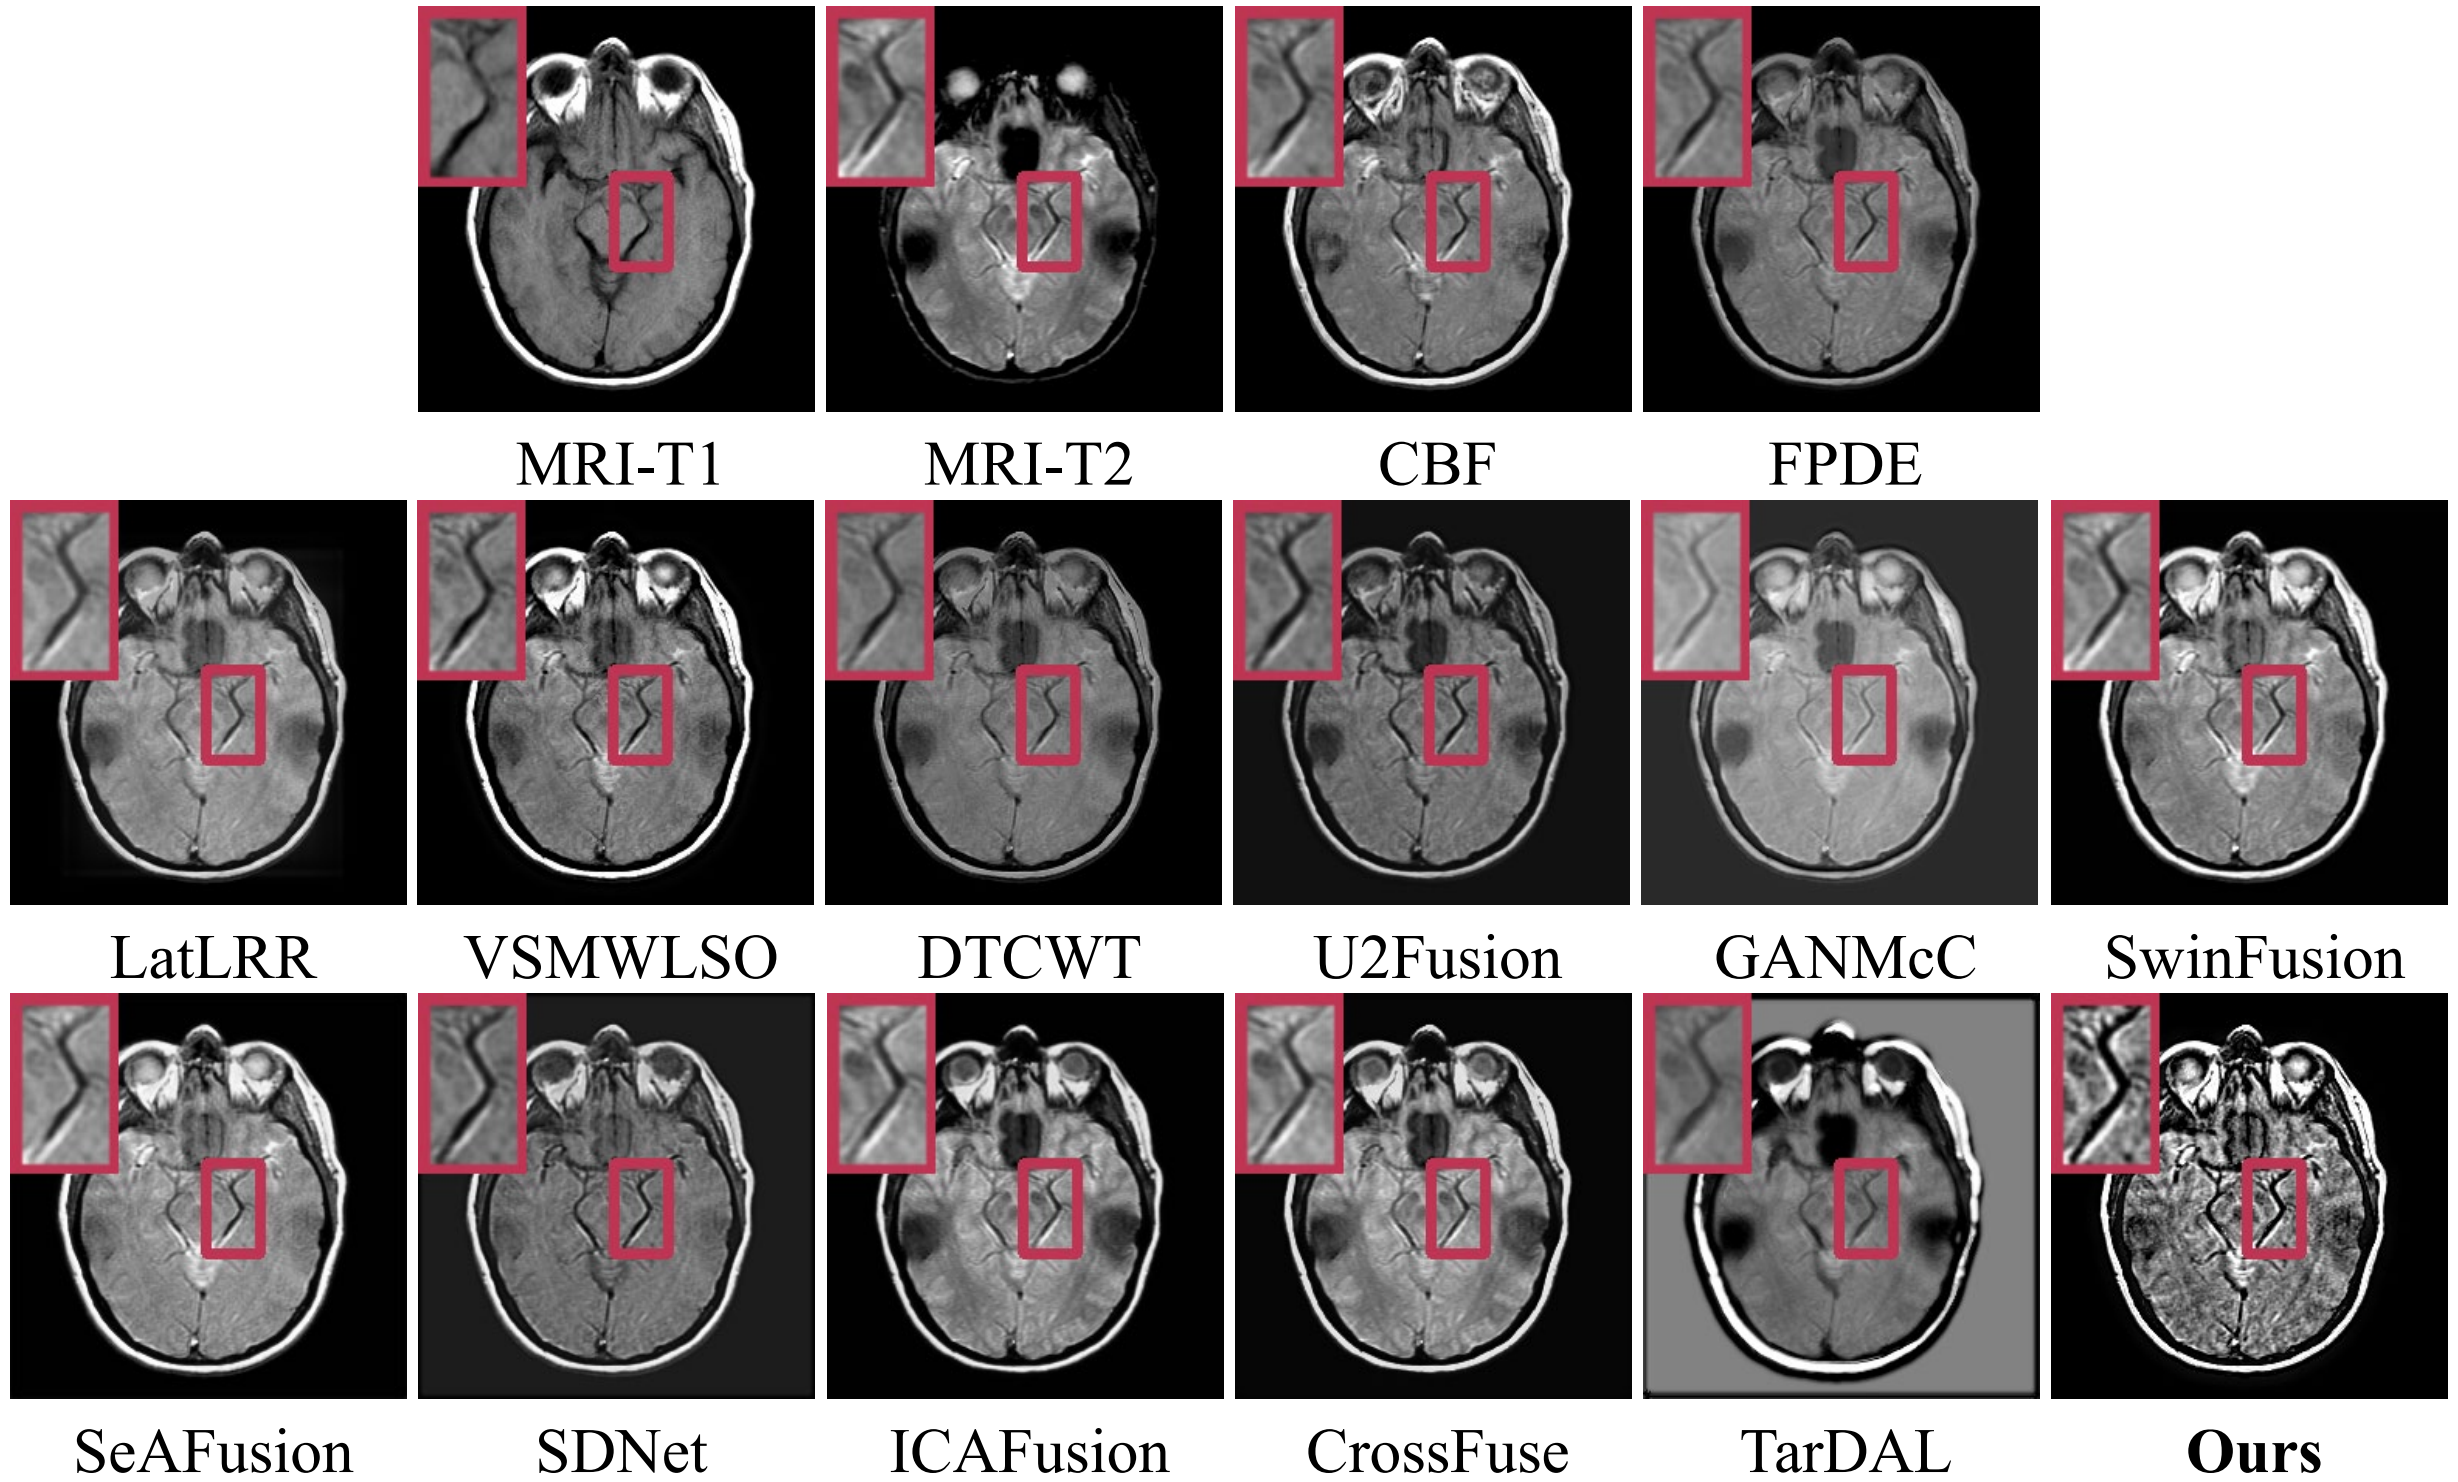 MRI-T1 MRI-T2 CBF FPDE
LatLRR VSMWLSO DTCWT U2Fusion GANMcC SwinFusion
SeAFusion SDNet ICAFusion CrossFuse TarDAL Ours